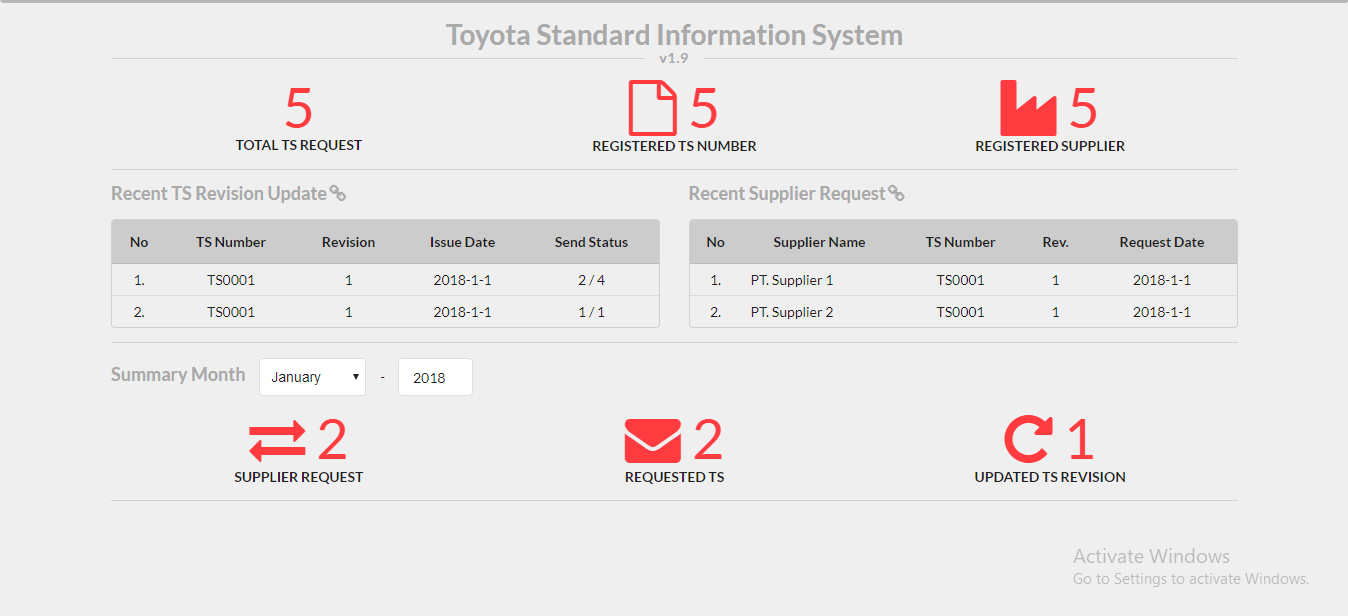 Toyota Standard Information System
v1.9
5 5 5
TOTAL TS REQUEST REGISTERED TS NUMBER REGISTERED SUPPLIER
Recent TS Revision Update
No TS Number Revision Issue Date Send Status
1. TS0001 1 2018-1-1 2 / 4
2. TS0001 1 2018-1-1 1 / 1
Recent Supplier Request
No Supplier Name TS Number Rev. Request Date
1. PT. Supplier 1 TS0001 1 2018-1-1
2. PT. Supplier 2 TS0001 1 2018-1-1
Summary Month January - 2018
2 2 1
SUPPLIER REQUEST REQUESTED TS UPDATED TS REVISION
Activate Windows
Go to Settings to activate Windows.